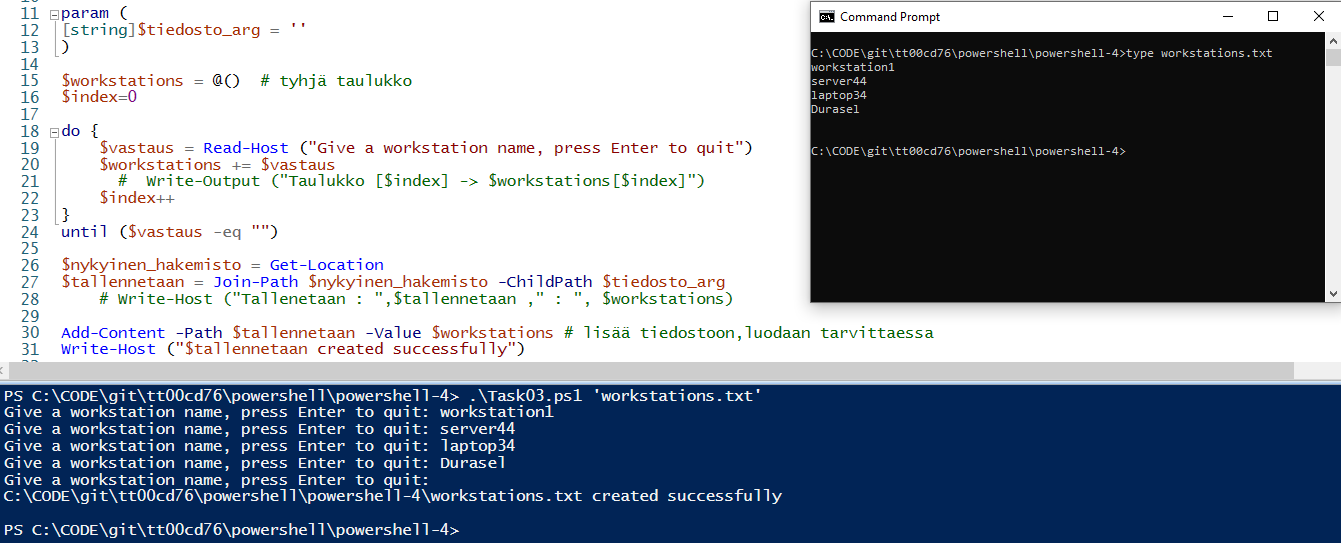 11 param (
12 [string]$tiedosto_arg = ''
13 )
14
15 $workstations = @()  # tyhjä taulukko
16 $index=0
17
18 do {
19     $vastaus = Read-Host ("Give a workstation name, press Enter to quit")
20     $workstations += $vastaus
21       #  Write-Output ("Taulukko [$index] -> $workstations[$index]")
22     $index++
23 }
24 until ($vastaus -eq "")
25
26 $nykyinen_hakemisto = Get-Location
27 $tallennetaan = Join-Path $nykyinen_hakemisto -ChildPath $tiedosto_arg
28     # Write-Host ("Tallenetaan : ",$tallennetaan ," : ", $workstations)
29
30 Add-Content -Path $tallennetaan -Value $workstations # lisää tiedostoon,luodaan tarvittaessa
31 Write-Host ("$tallennetaan created successfully")
Command Prompt
C:\CODE\git\tt00cd76\powershell\powershell-4>type workstations.txt
workstation1
server44
laptop34
Durasel
C:\CODE\git\tt00cd76\powershell\powershell-4>
PS C:\CODE\git\tt00cd76\powershell\powershell-4> .\Task03.ps1 'workstations.txt'
Give a workstation name, press Enter to quit: workstation1
Give a workstation name, press Enter to quit: server44
Give a workstation name, press Enter to quit: laptop34
Give a workstation name, press Enter to quit: Durasel
Give a workstation name, press Enter to quit:
C:\CODE\git\tt00cd76\powershell\powershell-4\workstations.txt created successfully
PS C:\CODE\git\tt00cd76\powershell\powershell-4>